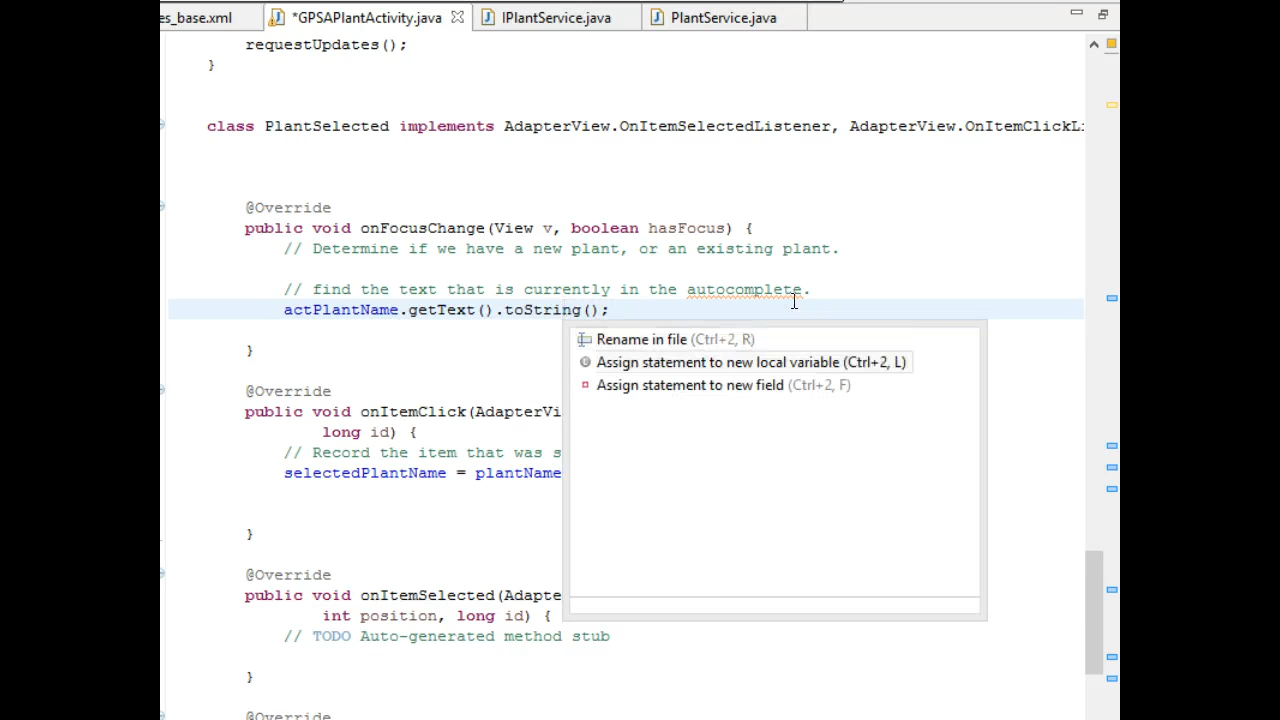 es_base.xml *GPSAPlantActivity.java IPlantService.java PlantService.java
requestUpdates();
}
class PlantSelected implements AdapterView.OnItemSelectedListener, AdapterView.OnItemClickLi
@Override
public void onFocusChange(View v, boolean hasFocus) {
// Determine if we have a new plant, or an existing plant.
// find the text that is currently in the autocomplete.
actPlantName.getText().toString();
}
Rename in file (Ctrl+2, R)
Assign statement to new local variable (Ctrl+2, L)
Assign statement to new field (Ctrl+2, F)
@Override
public void onItemClick(AdapterVi
long id) {
// Record the item that was s
selectedPlantName = plantName
}
@Override
public void onItemSelected(Adapte
int position, long id) {
// TODO Auto-generated method stub
}
@Override